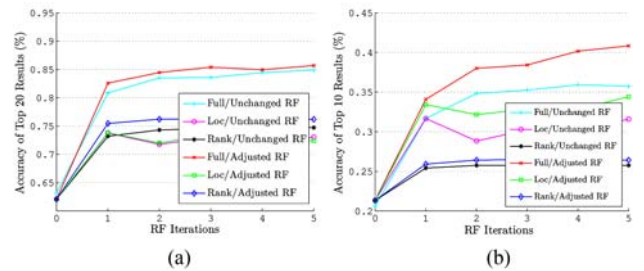 0.95
0.9
0.85
0.8
0.75
0.7
0.65
Accuracy of Top 20 Results (%)
Full/Unchanged RF
Loc/Unchanged RF
Rank/Unchanged RF
Full/Adjusted RF
Loc/Adjusted RF
Rank/Adjusted RF
0 1 2 3 4 5
RF Iterations
(a)
0.45
0.4
0.35
0.3
0.25
0.2
Accuracy of Top 10 Results (%)
Full/Unchanged RF
Loc/Unchanged RF
Rank/Unchanged RF
Full/Adjusted RF
Loc/Adjusted RF
Rank/Adjusted RF
0 1 2 3 4 5
RF Iterations
(b)